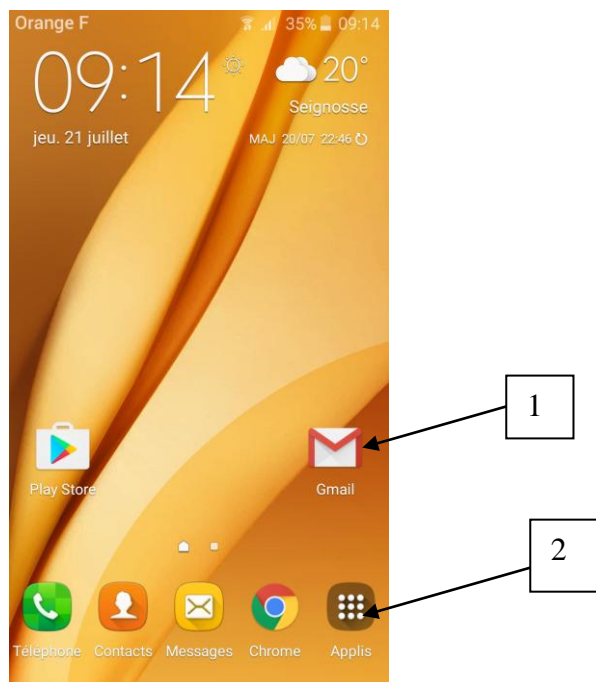 Orange F 35% 09:14
09:14 20°
Seignosse
jeu. 21 juillet MAJ 20/07 22:46
1
Play Store Gmail
2
Téléphone Contacts Messages Chrome Applis